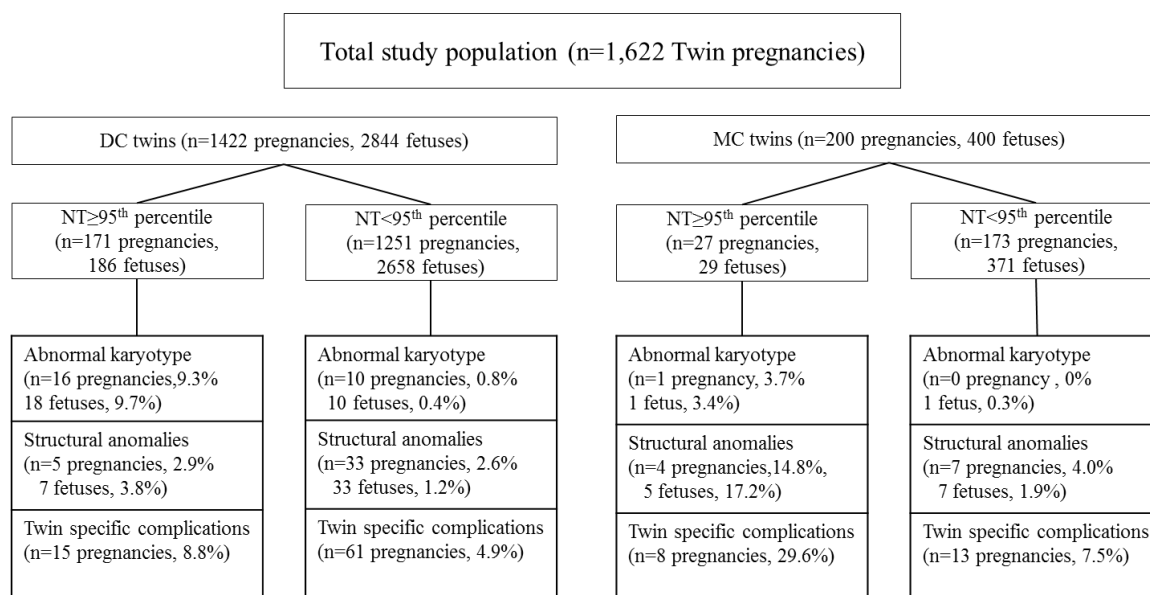 Total study population (n=1,622 Twin pregnancies)
DC twins (n=1422 pregnancies, 2844 fetuses)
MC twins (n=200 pregnancies, 400 fetuses)
NT≥95th percentile
(n=171 pregnancies,
186 fetuses)
NT<95th percentile
(n=1251 pregnancies,
2658 fetuses)
NT≥95th percentile
(n=27 pregnancies,
29 fetuses)
NT<95th percentile
(n=173 pregnancies,
371 fetuses)
Abnormal karyotype
(n=16 pregnancies,9.3%
18 fetuses, 9.7%)
Structural anomalies
(n=5 pregnancies, 2.9%
7 fetuses, 3.8%)
Twin specific complications
(n=15 pregnancies, 8.8%)
Abnormal karyotype
(n=10 pregnancies, 0.8%
10 fetuses, 0.4%)
Structural anomalies
(n=33 pregnancies, 2.6%
33 fetuses, 1.2%)
Twin specific complications
(n=61 pregnancies, 4.9%)
Abnormal karyotype
(n=1 pregnancy, 3.7%
1 fetus, 3.4%)
Structural anomalies
(n=4 pregnancies,14.8%,
5 fetuses, 17.2%)
Twin specific complications
(n=8 pregnancies, 29.6%)
Abnormal karyotype
(n=0 pregnancy , 0%
1 fetus, 0.3%)
Structural anomalies
(n=7 pregnancies, 4.0%
7 fetuses, 1.9%)
Twin specific complications
(n=13 pregnancies, 7.5%)